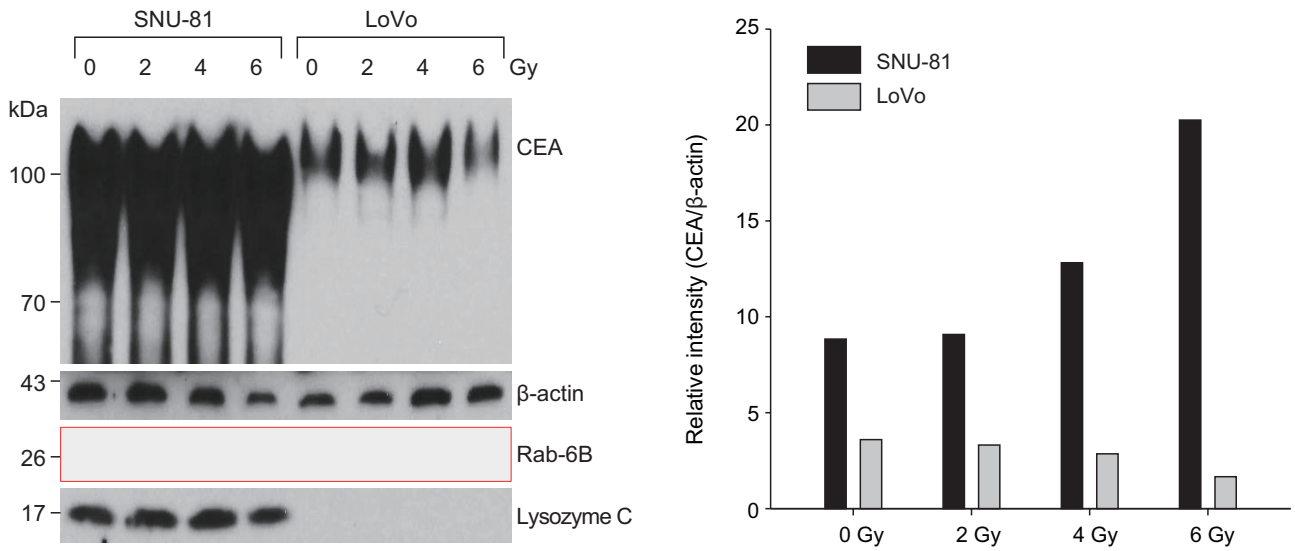 SNU-81 LoVo
0 2 4 6 0 2 4 6 Gy
kDa
CEA
100
70
43
β-actin
26
Rab-6B
17
Lysozyme C
25
20
15
10
5
0
Relative intensity (CEA/β-actin)
SNU-81
LoVo
0 Gy 2 Gy 4 Gy 6 Gy